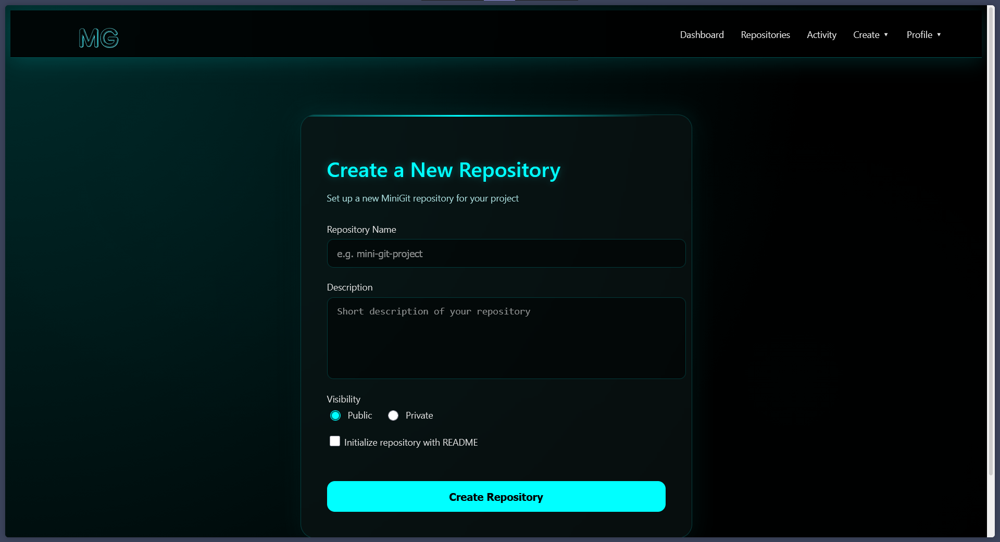 MG
Dashboard Repositories Activity Create ▼ Profile ▼
Create a New Repository
Set up a new MiniGit repository for your project
Repository Name
e.g. mini-git-project
Description
Short description of your repository
Visibility
Public Private
Initialize repository with README
Create Repository